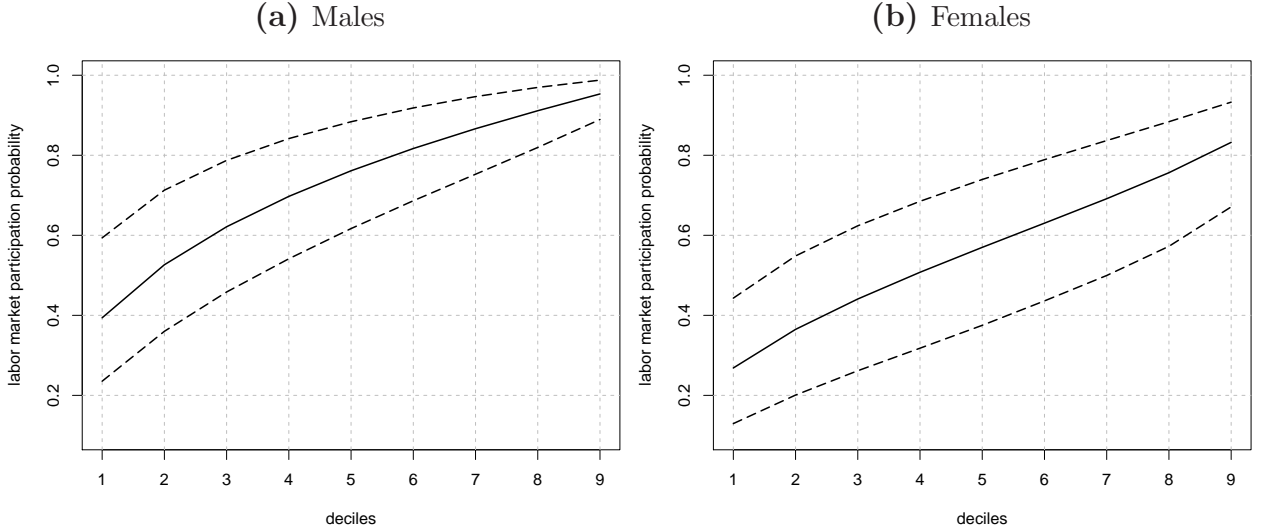 (a) Males
labor market participation probability
1.0
0.8
0.6
0.4
0.2
1 2 3 4 5 6 7 8 9
deciles
(b) Females
labor market participation probability
1.0
0.8
0.6
0.4
0.2
1 2 3 4 5 6 7 8 9
deciles